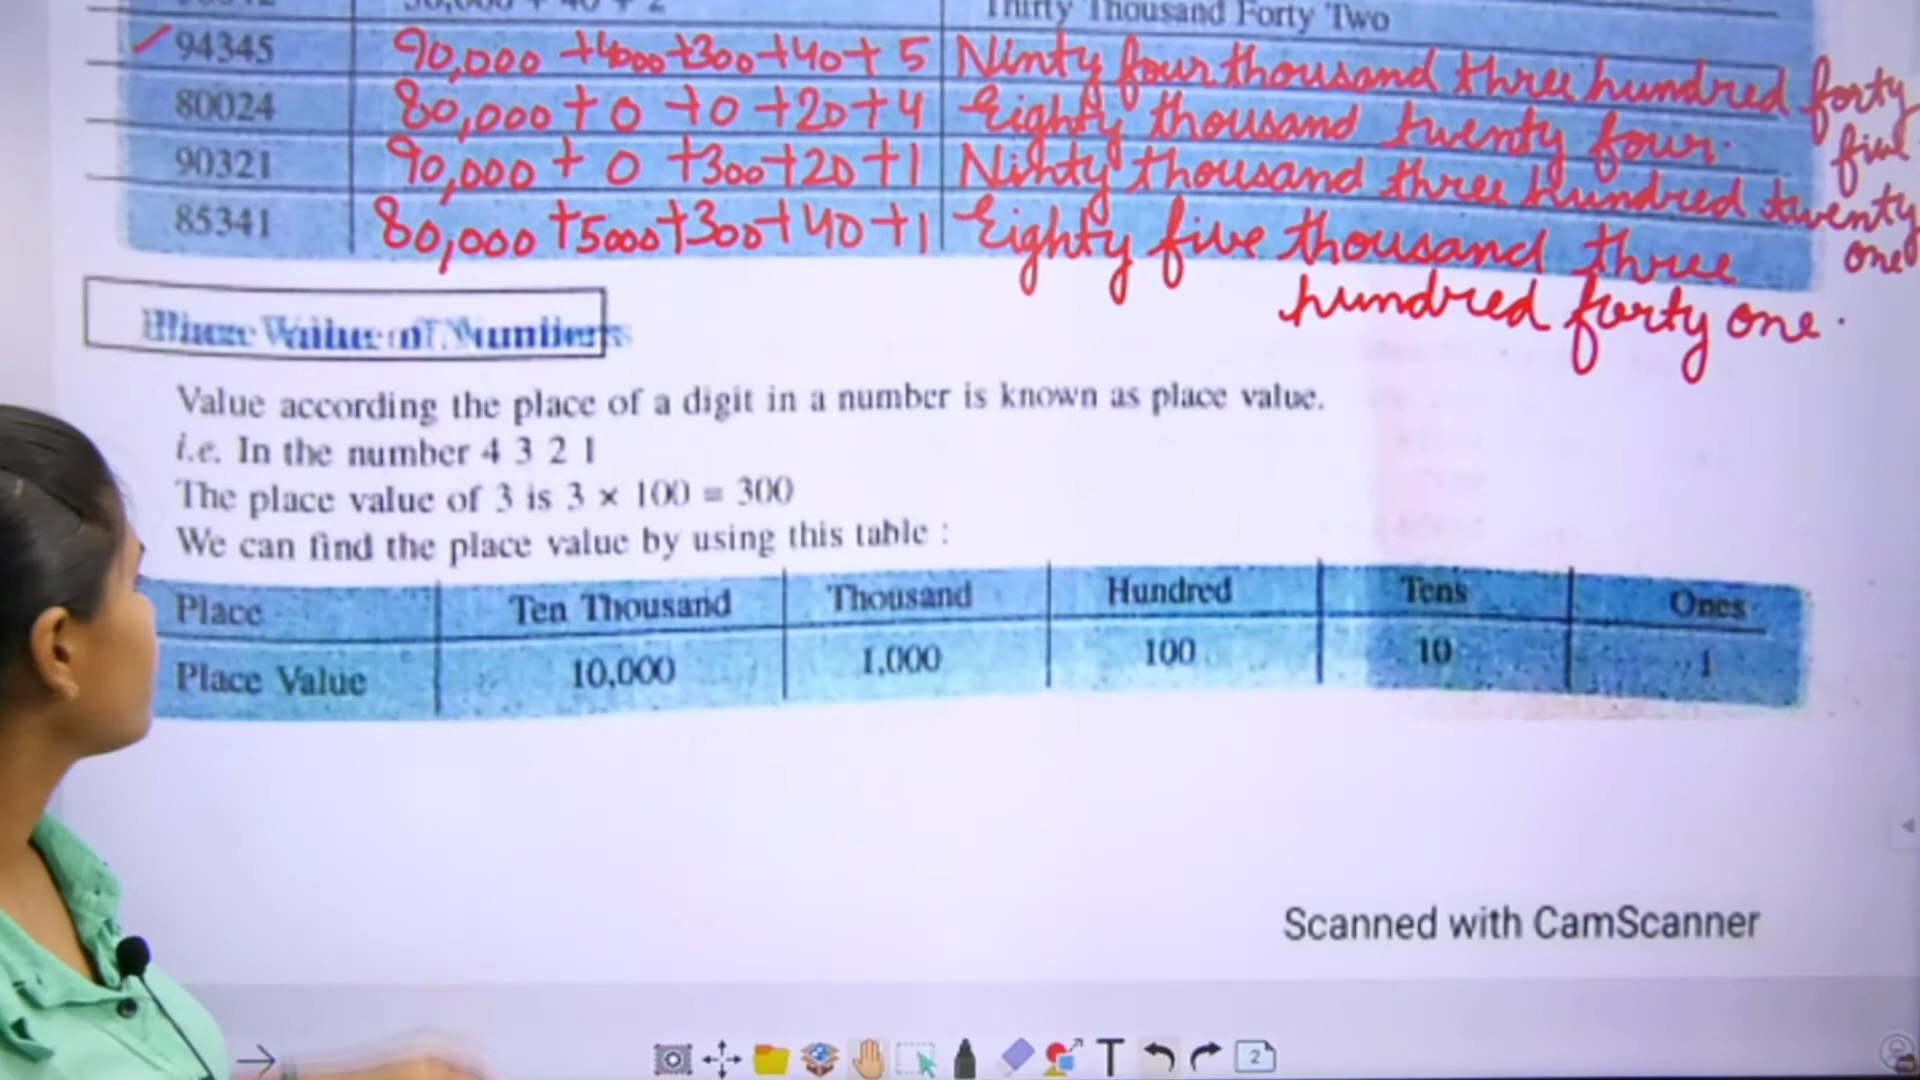 Thirty Thousand Forty Two
94345 90,000 +4000+300+40+ 5 Ninty four thousand three hundred forty five
80024 80,000 + 0 + 0 +20+ 4 Eighty thousand twenty four.
90321 90,000 + 0 +300+20 +1 Ninty thousand three hundred twenty one
85341 80,000 +5000+300+40 +1 Eighty five thousand three
hundred forty one.
Place Value of Numbers
Value according the place of a digit in a number is known as place value.
i.e. In the number 4 3 2 1
The place value of 3 is 3 × 100 = 300
We can find the place value by using this table :
Place Ten Thousand Thousand Hundred Tens Ones
Place Value 10,000 1,000 100 10 1
Scanned with CamScanner
T 2